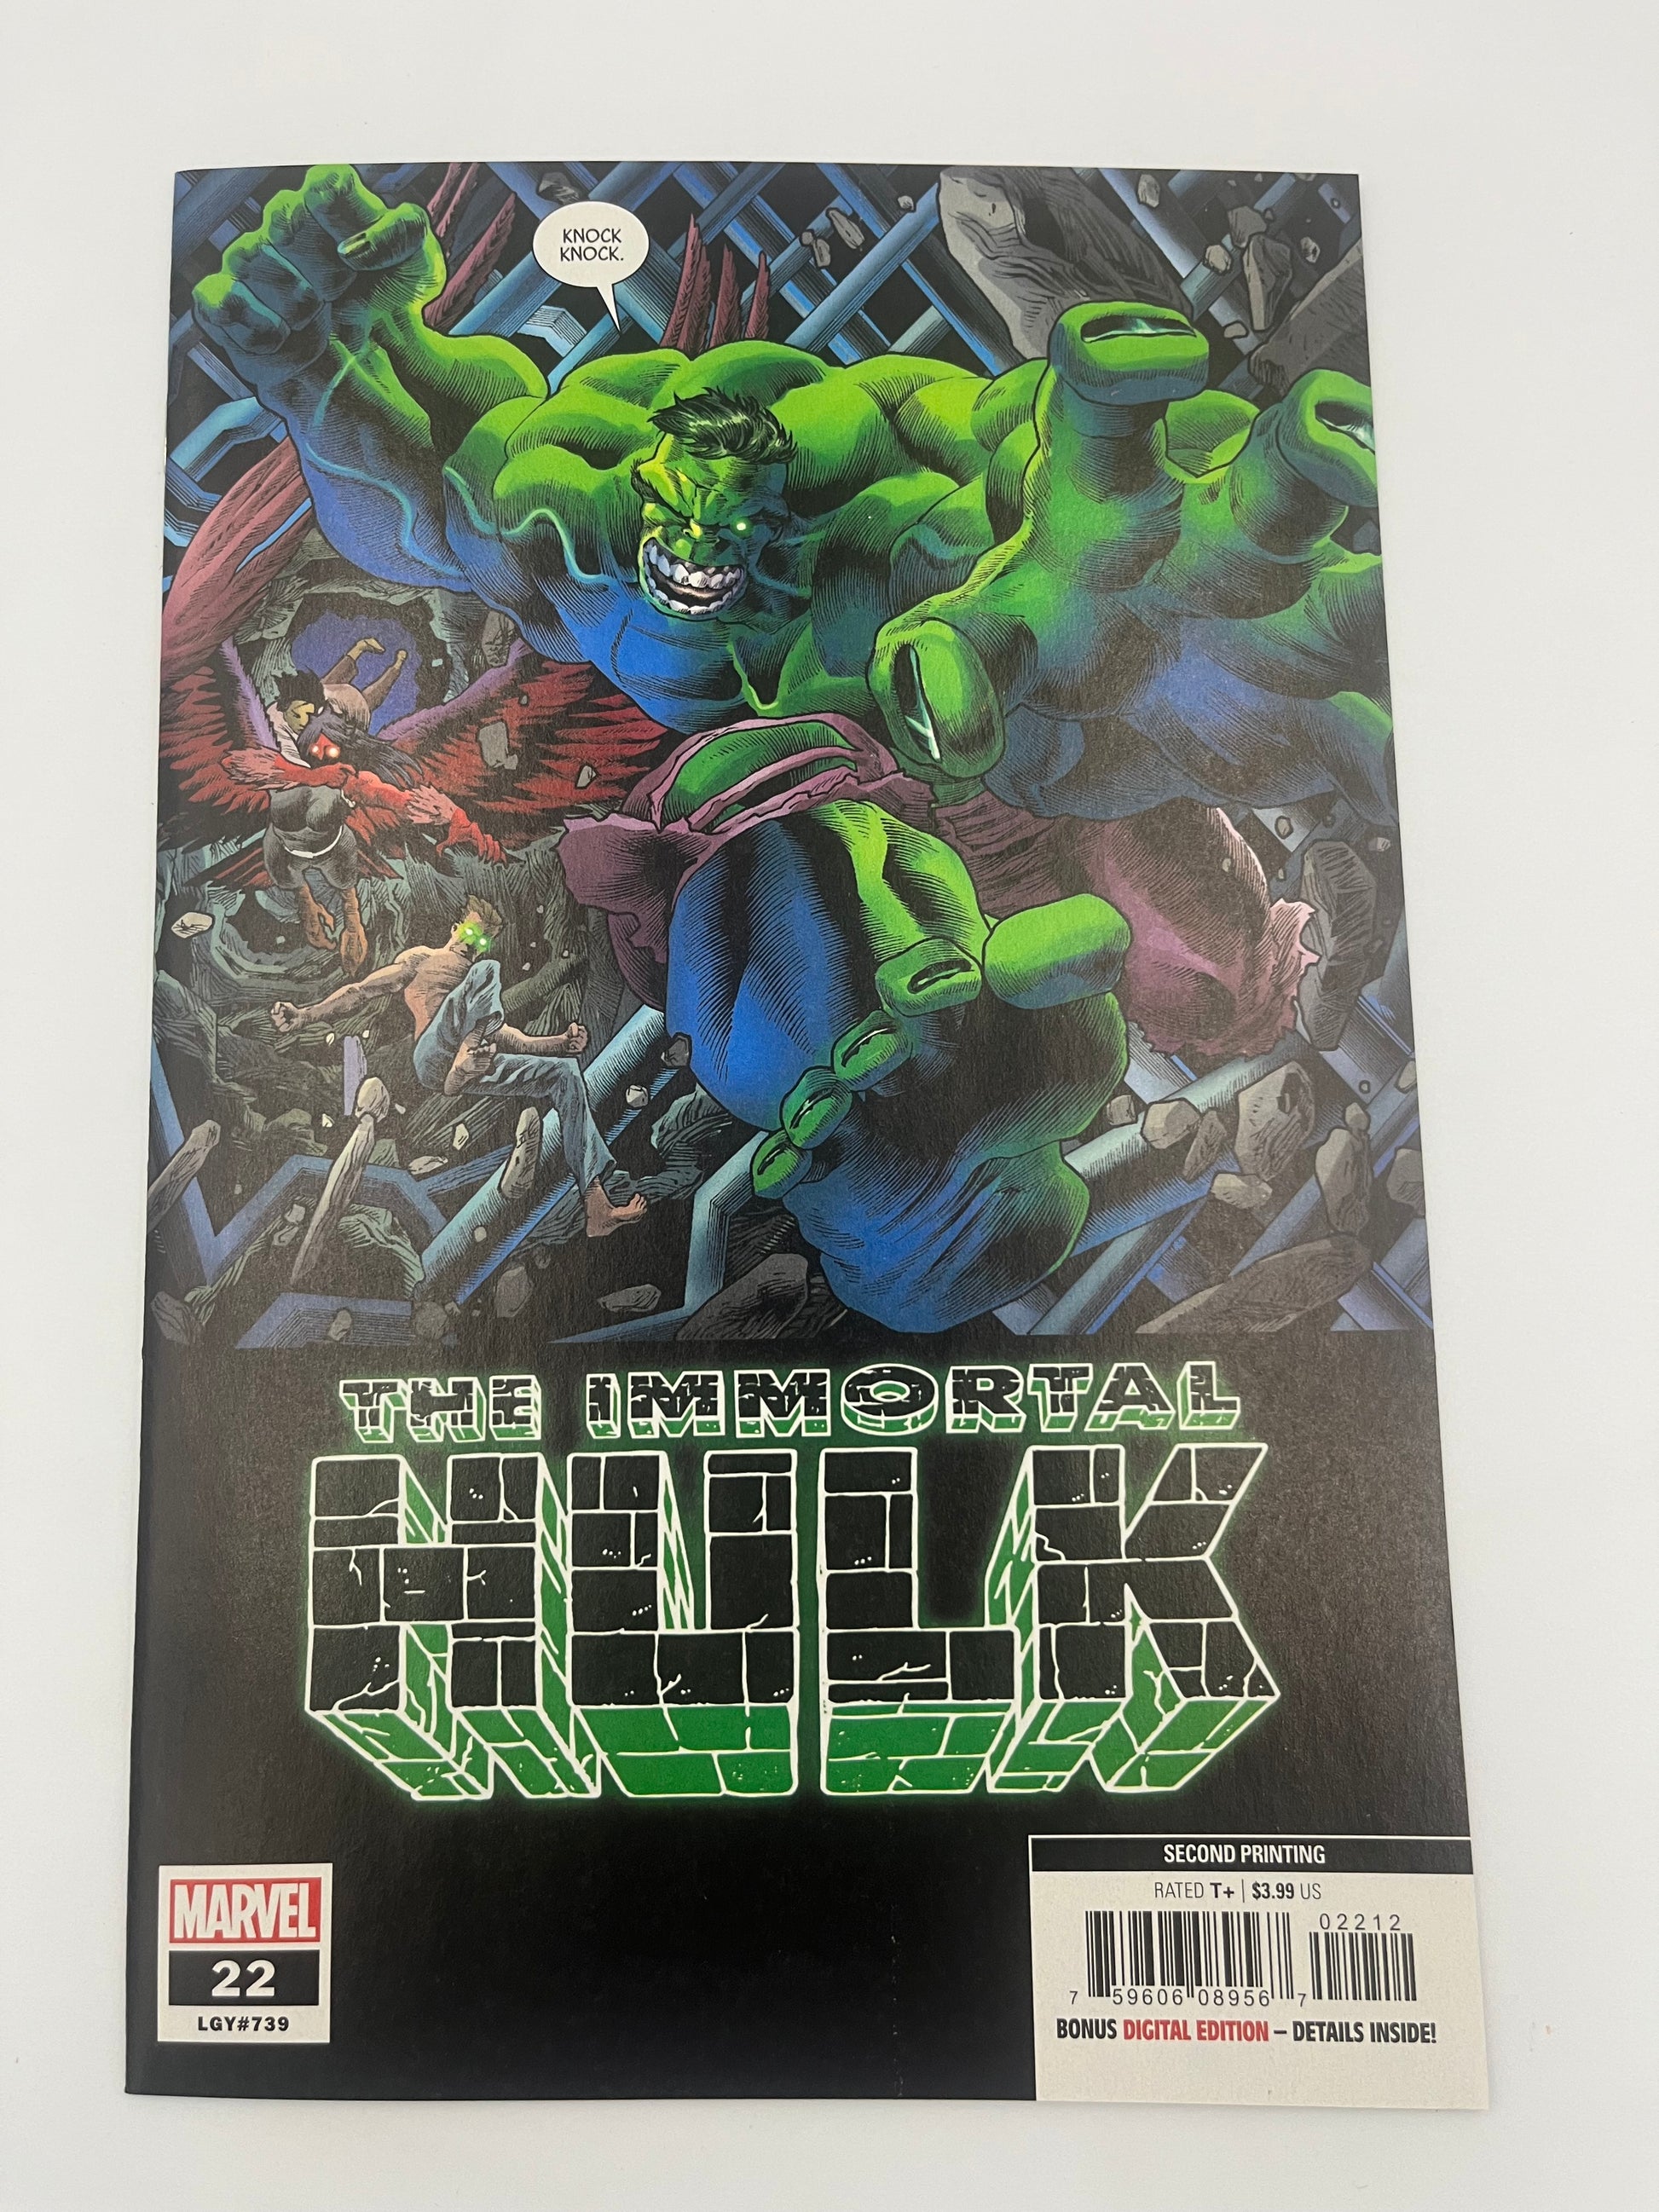 KNOCK
KNOCK.
THE IMMORTAL
HULK
MARVEL
22
LGY#739
SECOND PRINTING
RATED T+ | $3.99 US
02212
7 59606 08956 7
BONUS DIGITAL EDITION – DETAILS INSIDE!